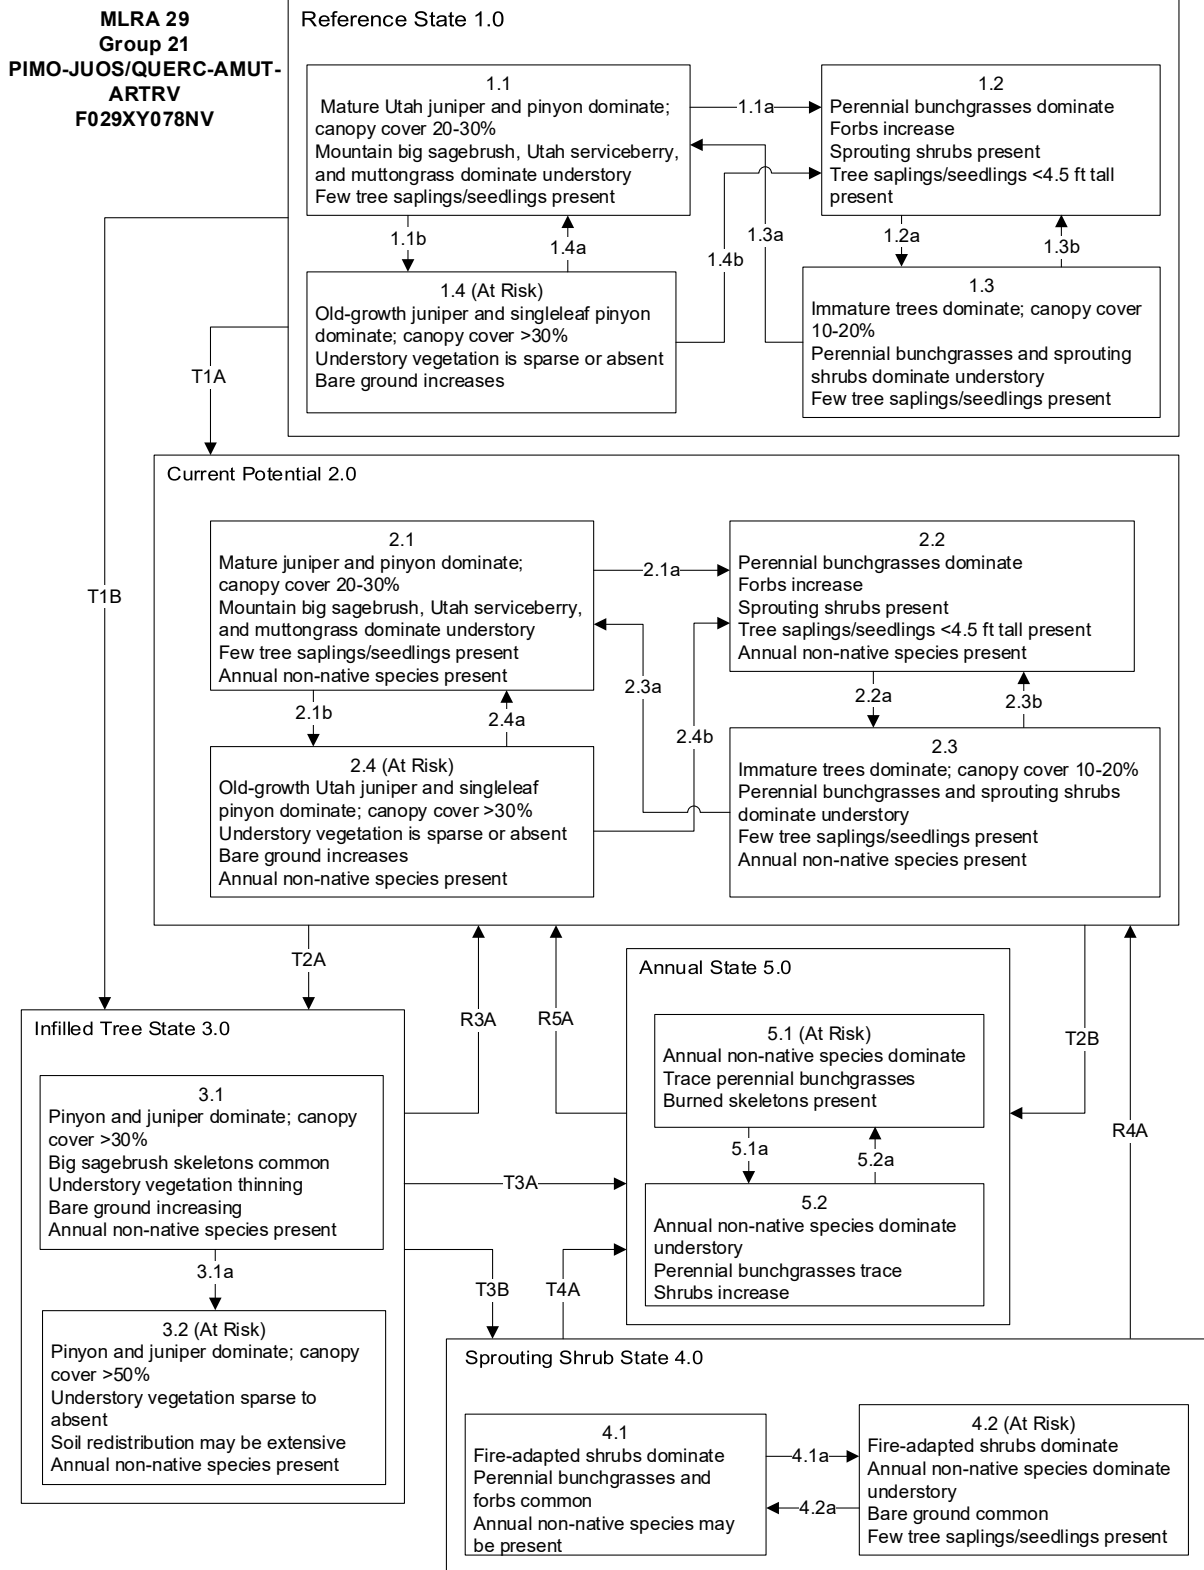 MLRA 29
Group 21
PIMO-JUOS/QUERC-AMUT-
ARTRV
F029XY078NV
Reference State 1.0
1.1
Mature Utah juniper and pinyon dominate;
canopy cover 20-30%
Mountain big sagebrush, Utah serviceberry,
and muttongrass dominate understory
Few tree saplings/seedlings present
1.1a
1.2
Perennial bunchgrasses dominate
Forbs increase
Sprouting shrubs present
Tree saplings/seedlings <4.5 ft tall
present
1.1b
1.4a
1.4b
1.3a
1.2a
1.3b
1.4 (At Risk)
Old-growth juniper and singleleaf pinyon
dominate; canopy cover >30%
Understory vegetation is sparse or absent
Bare ground increases
1.3
Immature trees dominate; canopy cover
10-20%
Perennial bunchgrasses and sprouting
shrubs dominate understory
Few tree saplings/seedlings present
T1A
T1B
Current Potential 2.0
2.1
Mature juniper and pinyon dominate;
canopy cover 20-30%
Mountain big sagebrush, Utah serviceberry,
and muttongrass dominate understory
Few tree saplings/seedlings present
Annual non-native species present
2.1a
2.2
Perennial bunchgrasses dominate
Forbs increase
Sprouting shrubs present
Tree saplings/seedlings <4.5 ft tall present
Annual non-native species present
2.1b
2.4a
2.3a
2.4b
2.2a
2.3b
2.4 (At Risk)
Old-growth Utah juniper and singleleaf
pinyon dominate; canopy cover >30%
Understory vegetation is sparse or absent
Bare ground increases
Annual non-native species present
2.3
Immature trees dominate; canopy cover 10-20%
Perennial bunchgrasses and sprouting shrubs
dominate understory
Few tree saplings/seedlings present
Annual non-native species present
T2A
R3A
R5A
T2B
R4A
Infilled Tree State 3.0
3.1
Pinyon and juniper dominate; canopy
cover >30%
Big sagebrush skeletons common
Understory vegetation thinning
Bare ground increasing
Annual non-native species present
3.1a
3.2 (At Risk)
Pinyon and juniper dominate; canopy
cover >50%
Understory vegetation sparse to
absent
Soil redistribution may be extensive
Annual non-native species present
T3A
T3B
T4A
Annual State 5.0
5.1 (At Risk)
Annual non-native species dominate
Trace perennial bunchgrasses
Burned skeletons present
5.1a
5.2a
5.2
Annual non-native species dominate
understory
Perennial bunchgrasses trace
Shrubs increase
Sprouting Shrub State 4.0
4.1
Fire-adapted shrubs dominate
Perennial bunchgrasses and
forbs common
Annual non-native species may
be present
4.1a
4.2a
4.2 (At Risk)
Fire-adapted shrubs dominate
Annual non-native species dominate
understory
Bare ground common
Few tree saplings/seedlings present